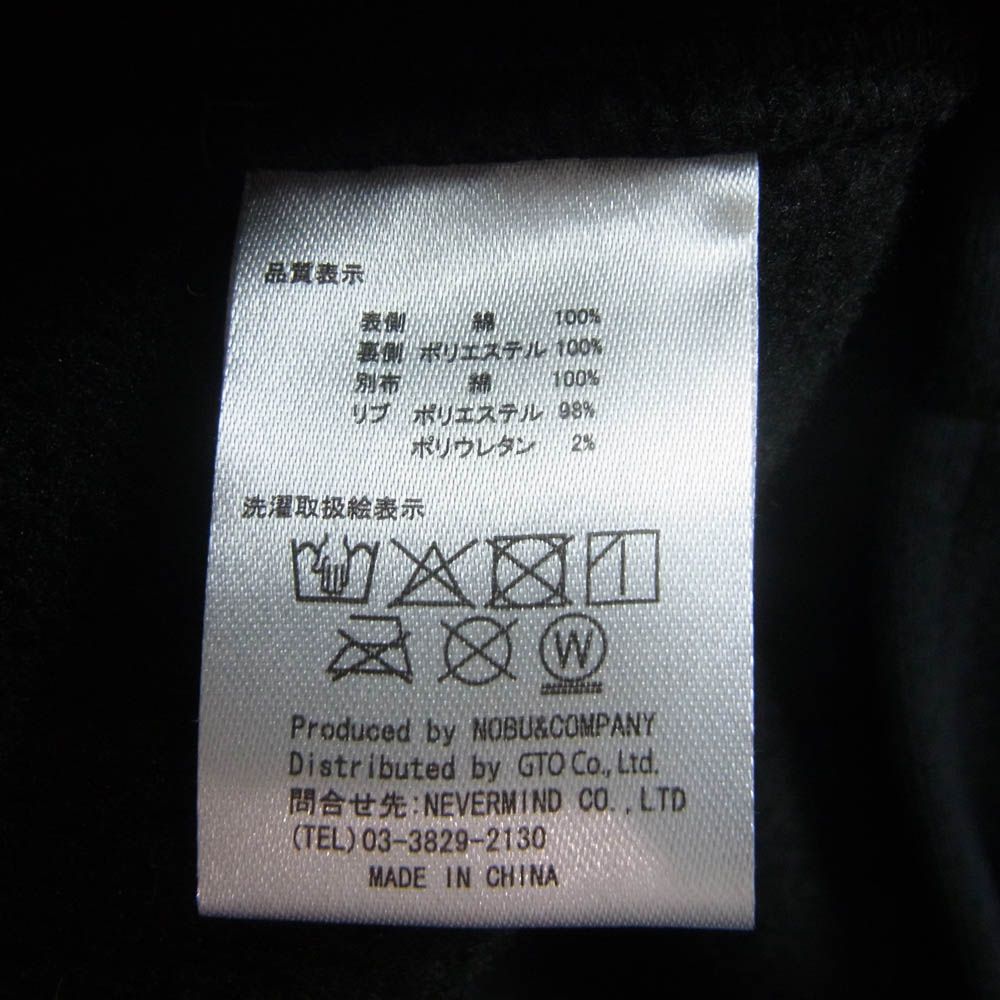 品質表示
表側 綿 100%
裏側 ポリエステル 100%
別布 綿 100%
リブ ポリエステル 98%
ポリウレタン 2%
洗濯取扱絵表示
W
Produced by NOBU&COMPANY
Distributed by GTO Co., Ltd.
問合せ先:NEVERMIND CO.,LTD
(TEL)03-3829-2130
MADE IN CHINA